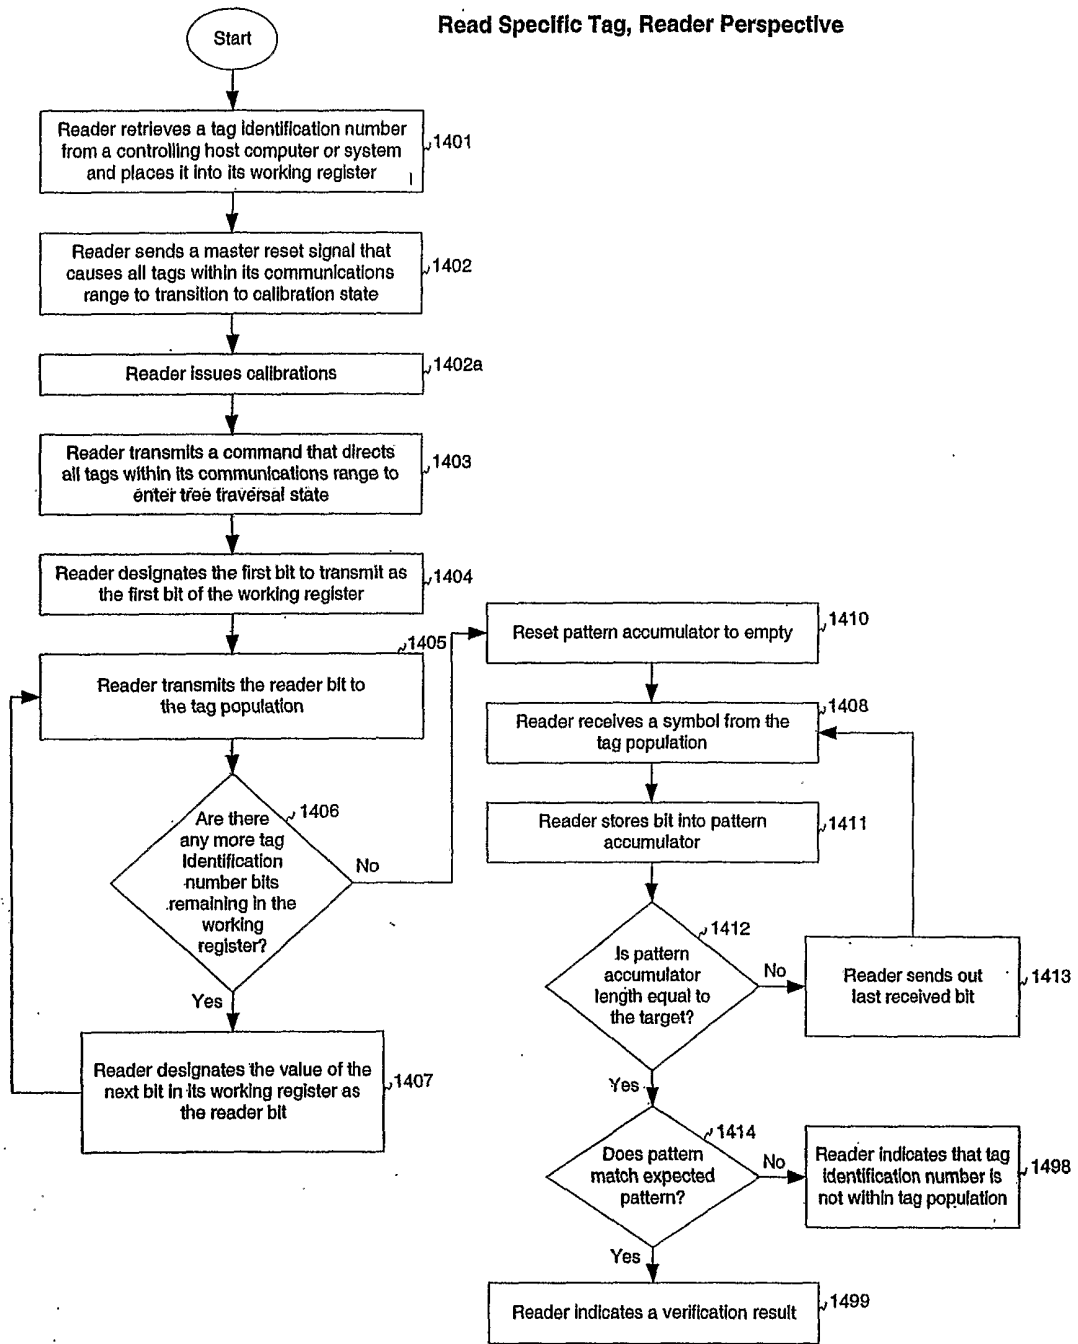 Read Specific Tag, Reader Perspective
Start
Reader retrieves a tag identification number
from a controlling host computer or system
and places it into its working register
1401
Reader sends a master reset signal that
causes all tags within its communications
range to transition to calibration state
1402
Reader issues calibrations
1402a
Reader transmits a command that directs
all tags within its communications range to
enter tree traversal state
1403
Reader designates the first bit to transmit as
the first bit of the working register
1404
Reader transmits the reader bit to
the tag population
1405
Are there
any more tag
identification
number bits
remaining in the
working
register?
1406
No
Yes
Reader designates the value of the
next bit in its working register as
the reader bit
1407
Reset pattern accumulator to empty
1410
Reader receives a symbol from the
tag population
1408
Reader stores bit into pattern
accumulator
1411
Is pattern
accumulator
length equal to
the target?
1412
No
Reader sends out
last received bit
1413
Yes
Does pattern
match expected
pattern?
1414
No
Reader indicates that tag
identification number is
not within tag population
1498
Yes
Reader indicates a verification result
1499